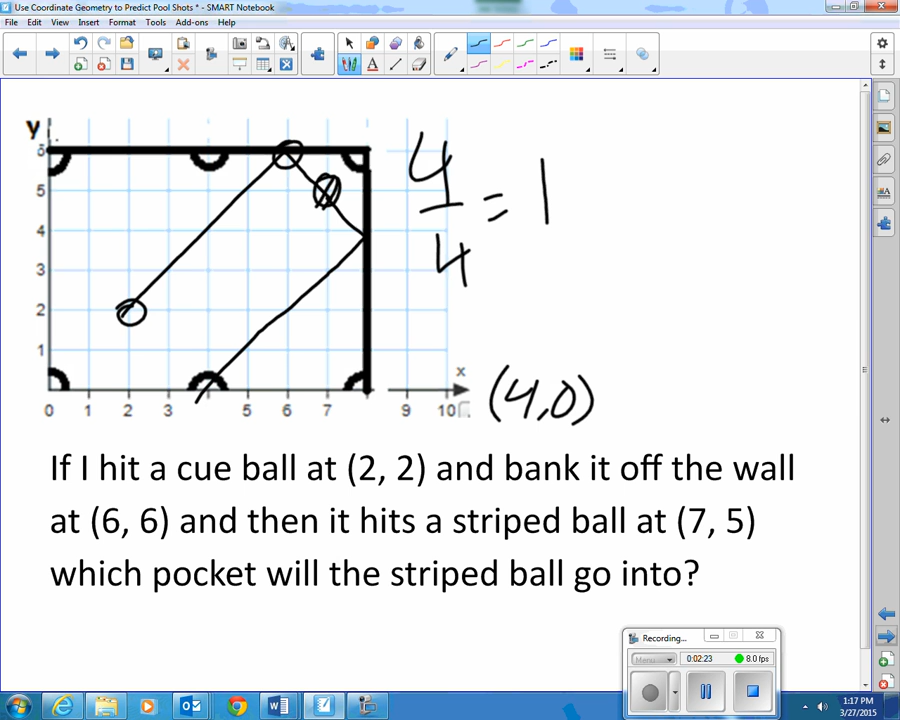 Use Coordinate Geometry to Predict Pool Shots * - SMART Notebook
File Edit View Insert Format Tools Add-ons Help
y
6
5
4
3
2
1
0 1 2 3 5 6 7 9 10
x
4
4
= 1
(4,0)
If I hit a cue ball at (2, 2) and bank it off the wall
at (6, 6) and then it hits a striped ball at (7, 5)
which pocket will the striped ball go into?
Recording...
Menu 0:02:23 8.0 fps
1:17 PM
3/27/2015